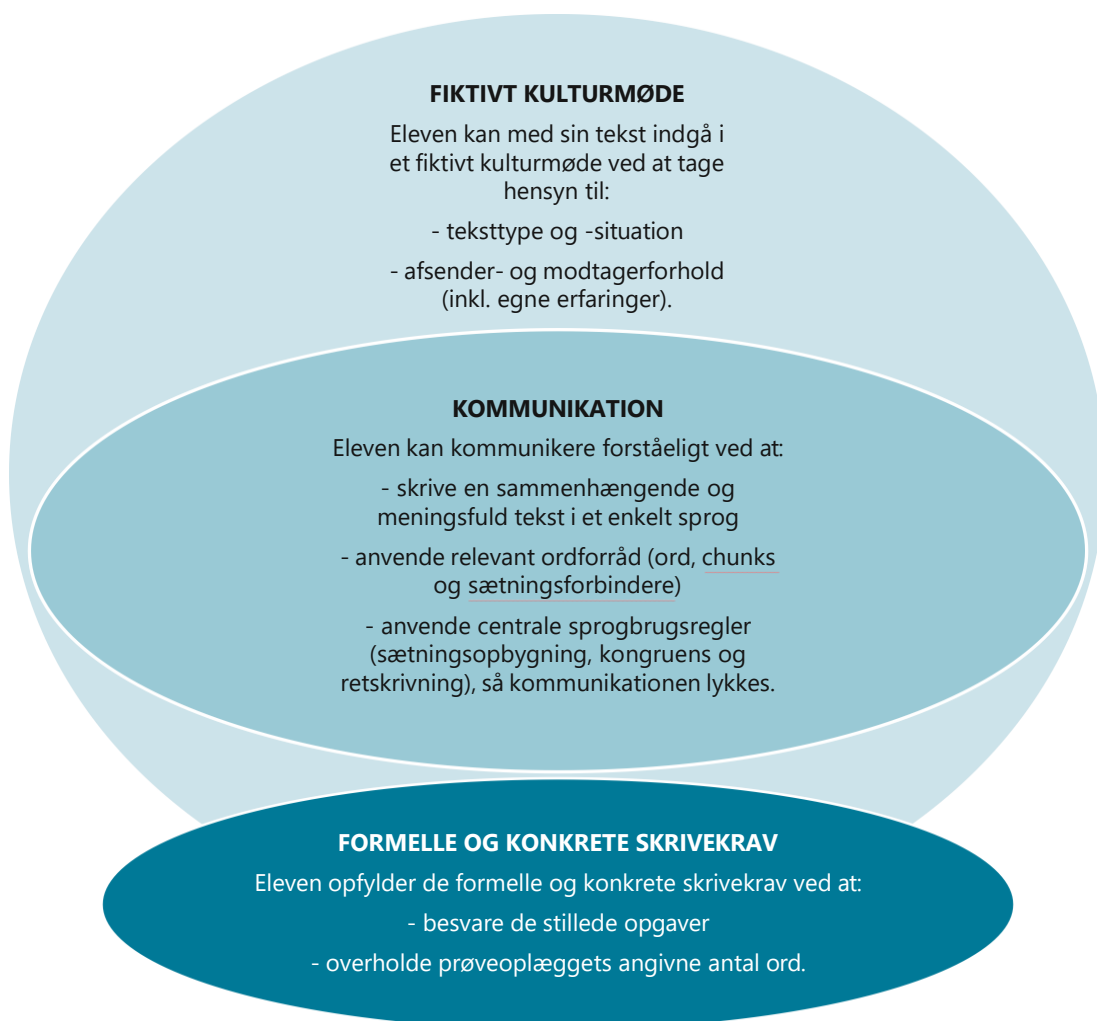 FIKTIVT KULTURMØDE
Eleven kan med sin tekst indgå i
et fiktivt kulturmøde ved at tage
hensyn til:
- teksttype og -situation
- afsender- og modtagerforhold
(inkl. egne erfaringer).
KOMMUNIKATION
Eleven kan kommunikere forståeligt ved at:
- skrive en sammenhængende og
meningsfuld tekst i et enkelt sprog
- anvende relevant ordforråd (ord, chunks
og sætningsforbindere)
- anvende centrale sprogbrugsregler
(sætningsopbygning, kongruens og
retskrivning), så kommunikationen lykkes.
FORMELLE OG KONKRETE SKRIVEKRAV
Eleven opfylder de formelle og konkrete skrivekrav ved at:
- besvare de stillede opgaver
- overholde prøveoplæggets angivne antal ord.